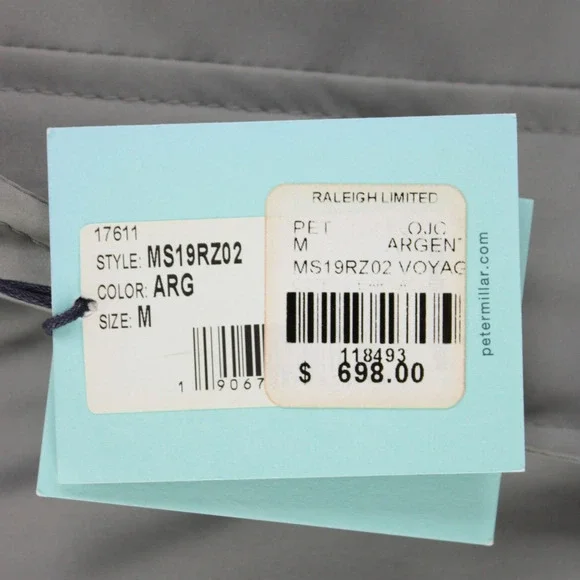 17611
STYLE: MS19RZ02
COLOR: ARG
SIZE: M
1 9067
RALEIGH LIMITED
PET OJC
M ARGENT
MS19RZ02 VOYAG
118493
$ 698.00
petermillar.com